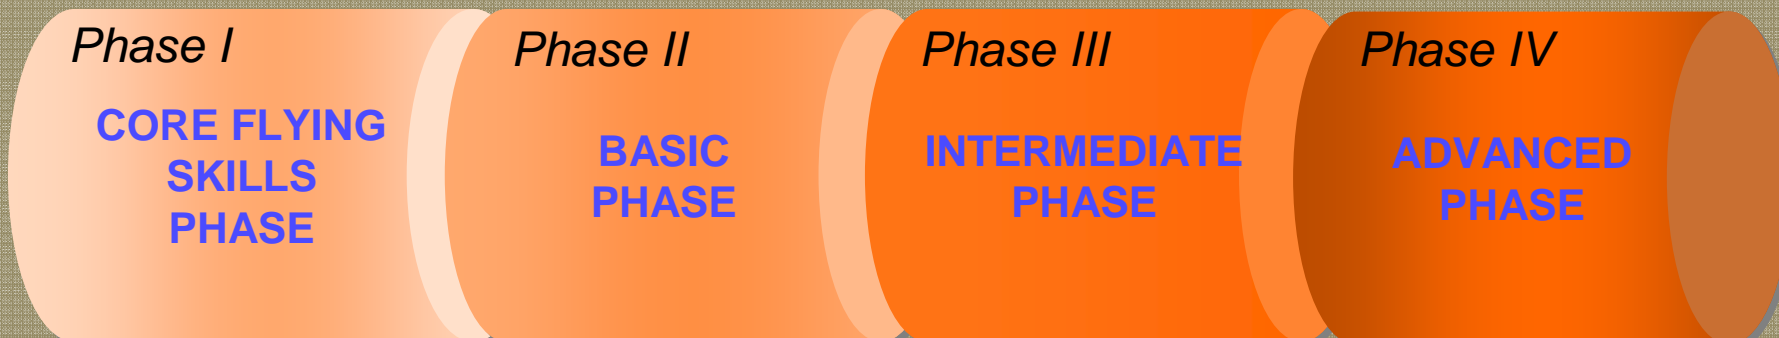 Phase I
CORE FLYING
SKILLS
PHASE
Phase II
BASIC
PHASE
Phase III
INTERMEDIATE
PHASE
Phase IV
ADVANCED
PHASE